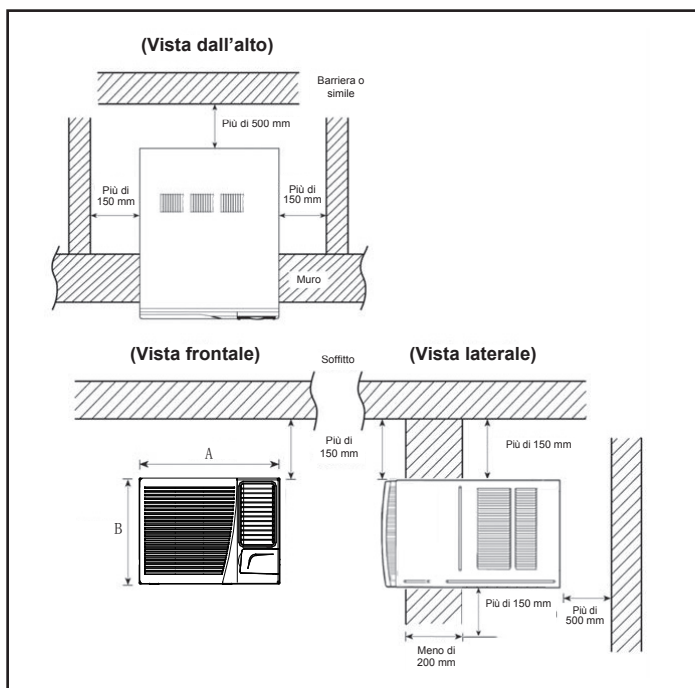 (Vista dall'alto)
Barriera o
simile
Più di 500 mm
Più di
150 mm
Più di
150 mm
Muro
(Vista frontale)
Soffitto
(Vista laterale)
Più di
150 mm
Più di 150 mm
A
B
Più di 150 mm
Più di
500 mm
Meno di
200 mm